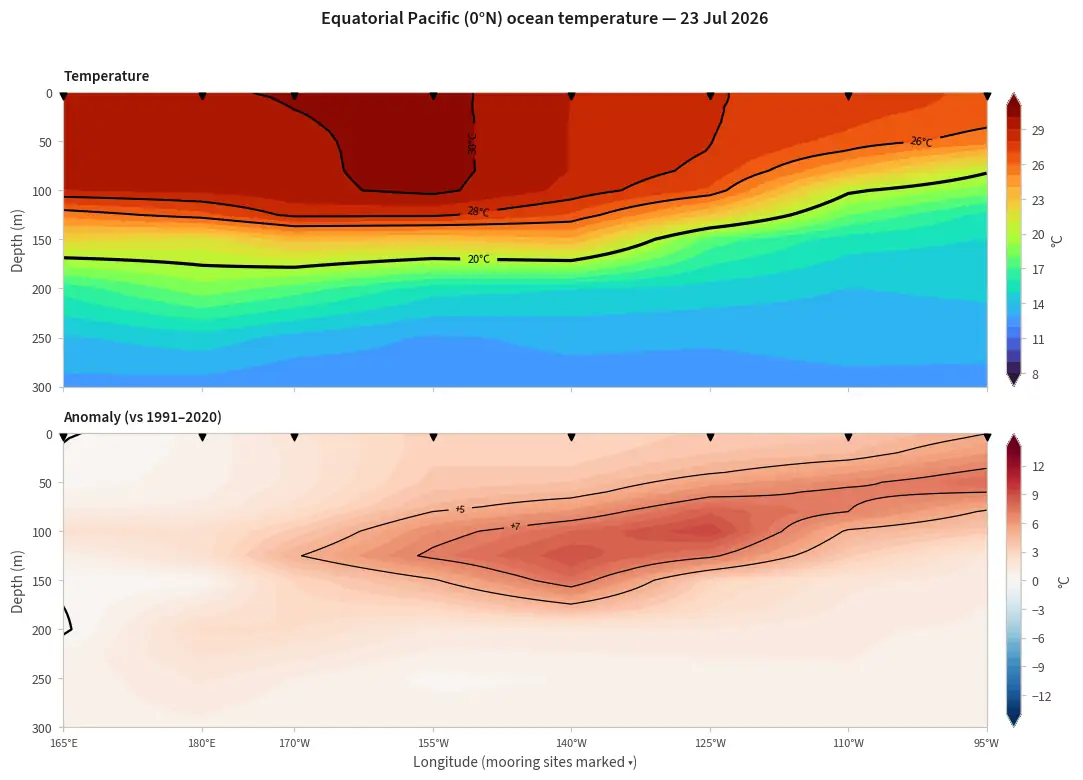 Equatorial Pacific (0°N) ocean temperature — 23 Jul 2026
Temperature
0
50
100
150
200
250
300
Depth (m)
30°C
28°C
26°C
20°C
29
26
23
20
17
14
11
8
°C
Anomaly (vs 1991–2020)
0
50
100
150
200
250
300
Depth (m)
+5
+7
12
9
6
3
0
−3
−6
−9
−12
°C
165°E 180°E 170°W 155°W 140°W 125°W 110°W 95°W
Longitude (mooring sites marked ▾)